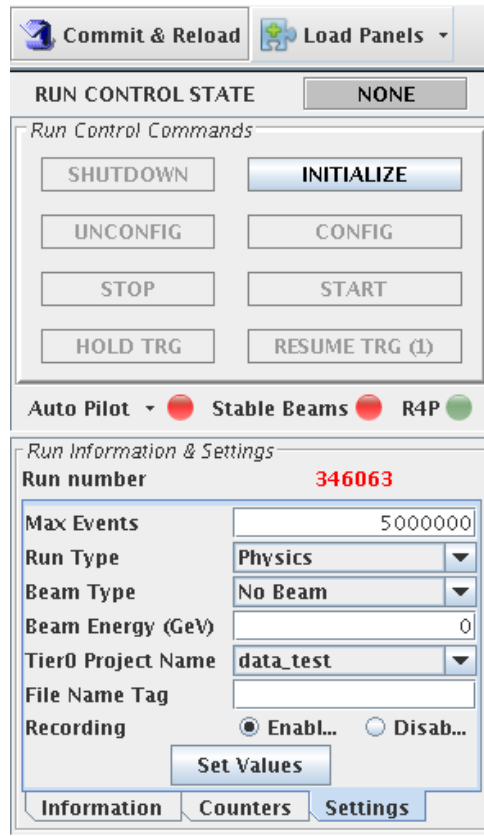 Commit & Reload Load Panels
RUN CONTROL STATE NONE
Run Control Commands
SHUTDOWN INITIALIZE
UNCONFIG CONFIG
STOP START
HOLD TRG RESUME TRG (1)
Auto Pilot Stable Beams R4P
Run Information & Settings
Run number 346063
Max Events 5000000
Run Type Physics
Beam Type No Beam
Beam Energy (GeV) 0
Tier0 Project Name data_test
File Name Tag
Recording Enabl... Disab...
Set Values
Information Counters Settings